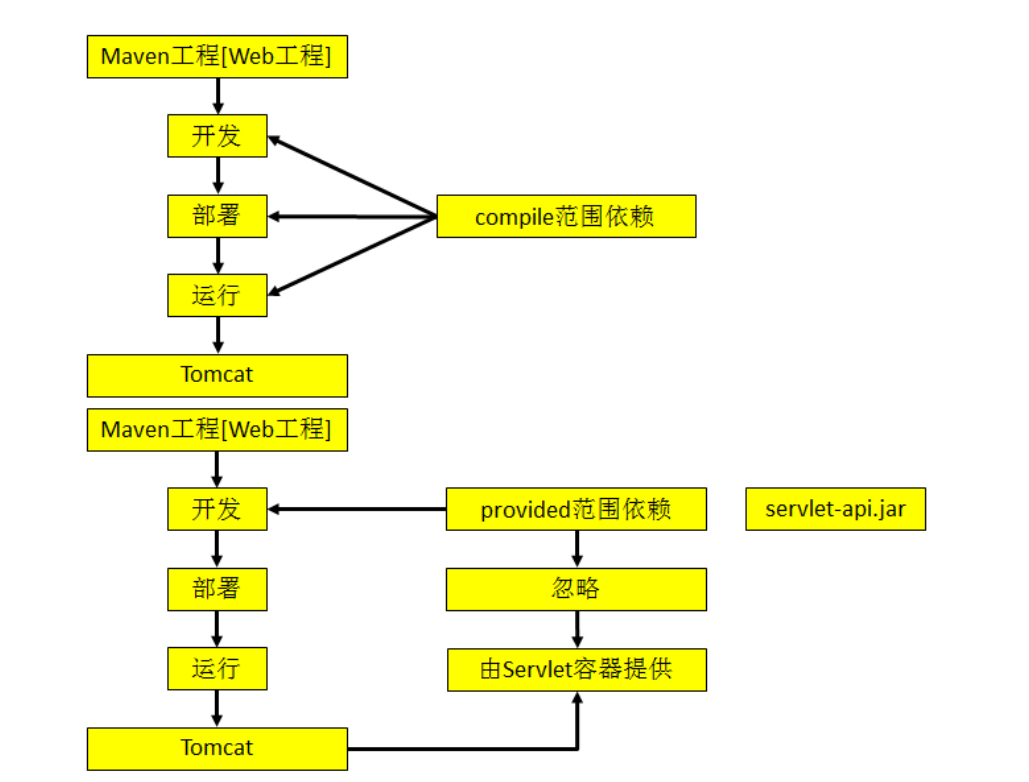 Maven工程[Web工程]
开发
部署
compile范围依赖
运行
Tomcat
Maven工程[Web工程]
开发
provided范围依赖
servlet-api.jar
部署
忽略
运行
由Servlet容器提供
Tomcat